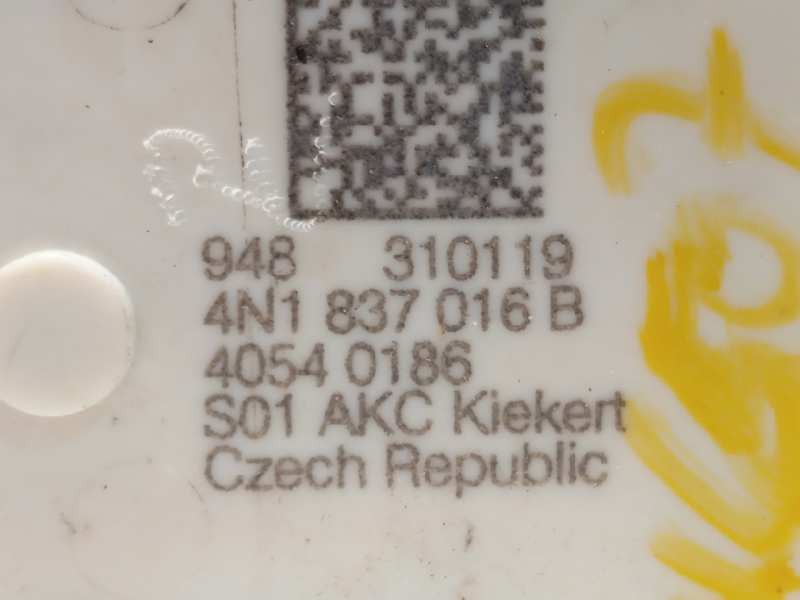 948 310119
4N1 837 016 B
4054 0186
S01 AKC Kiekert
Czech Republic